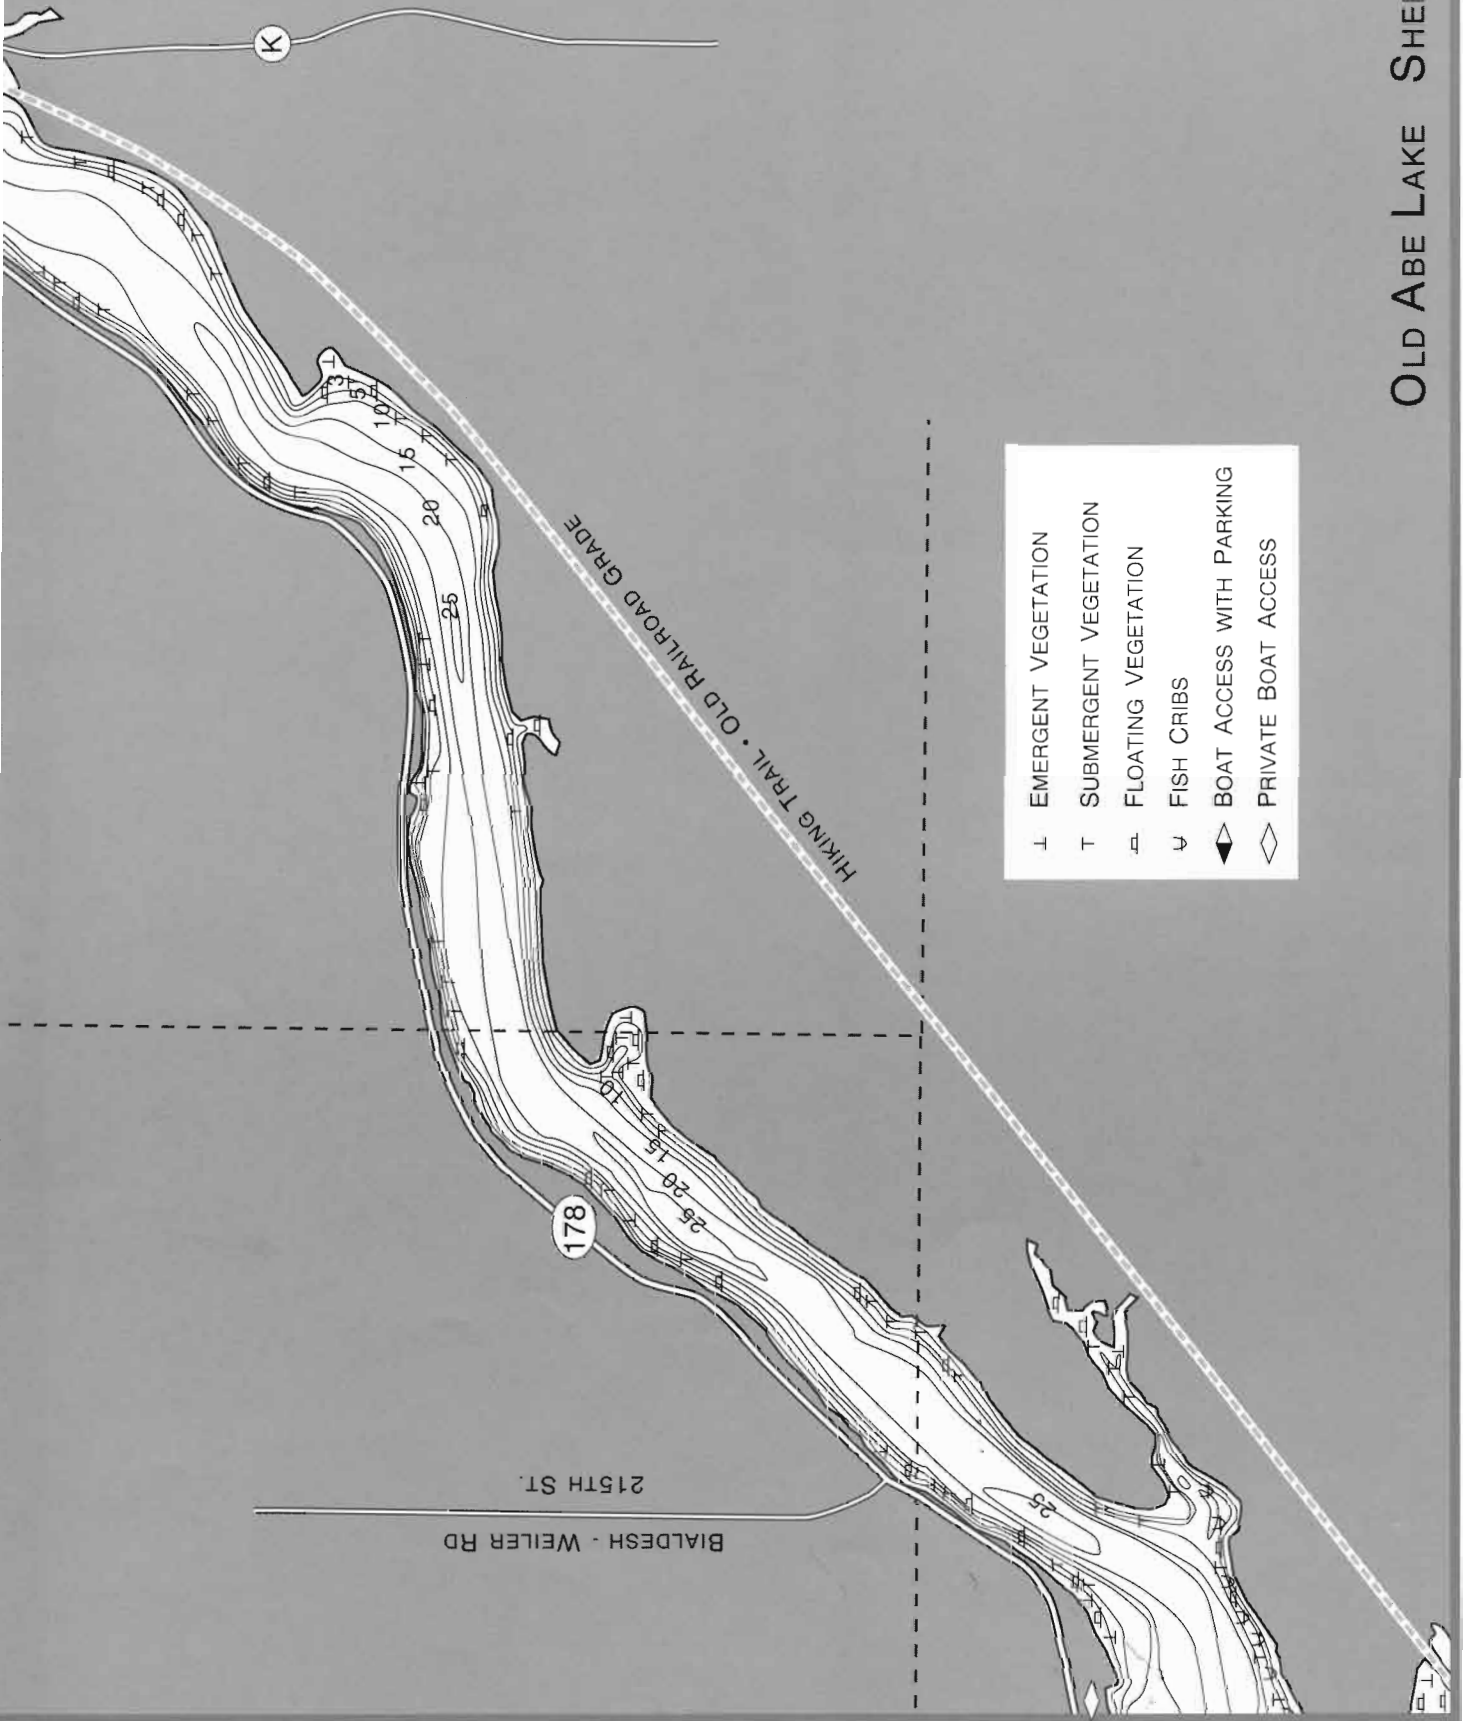 K
3
5
10
15
20
25
HIKING TRAIL • OLD RAILROAD GRADE
10
15
20
25
178
215TH ST.
BIALDESH - WEILER RD
25
EMERGENT VEGETATION
SUBMERGENT VEGETATION
FLOATING VEGETATION
FISH CRIBS
BOAT ACCESS WITH PARKING
PRIVATE BOAT ACCESS
OLD ABE LAKE